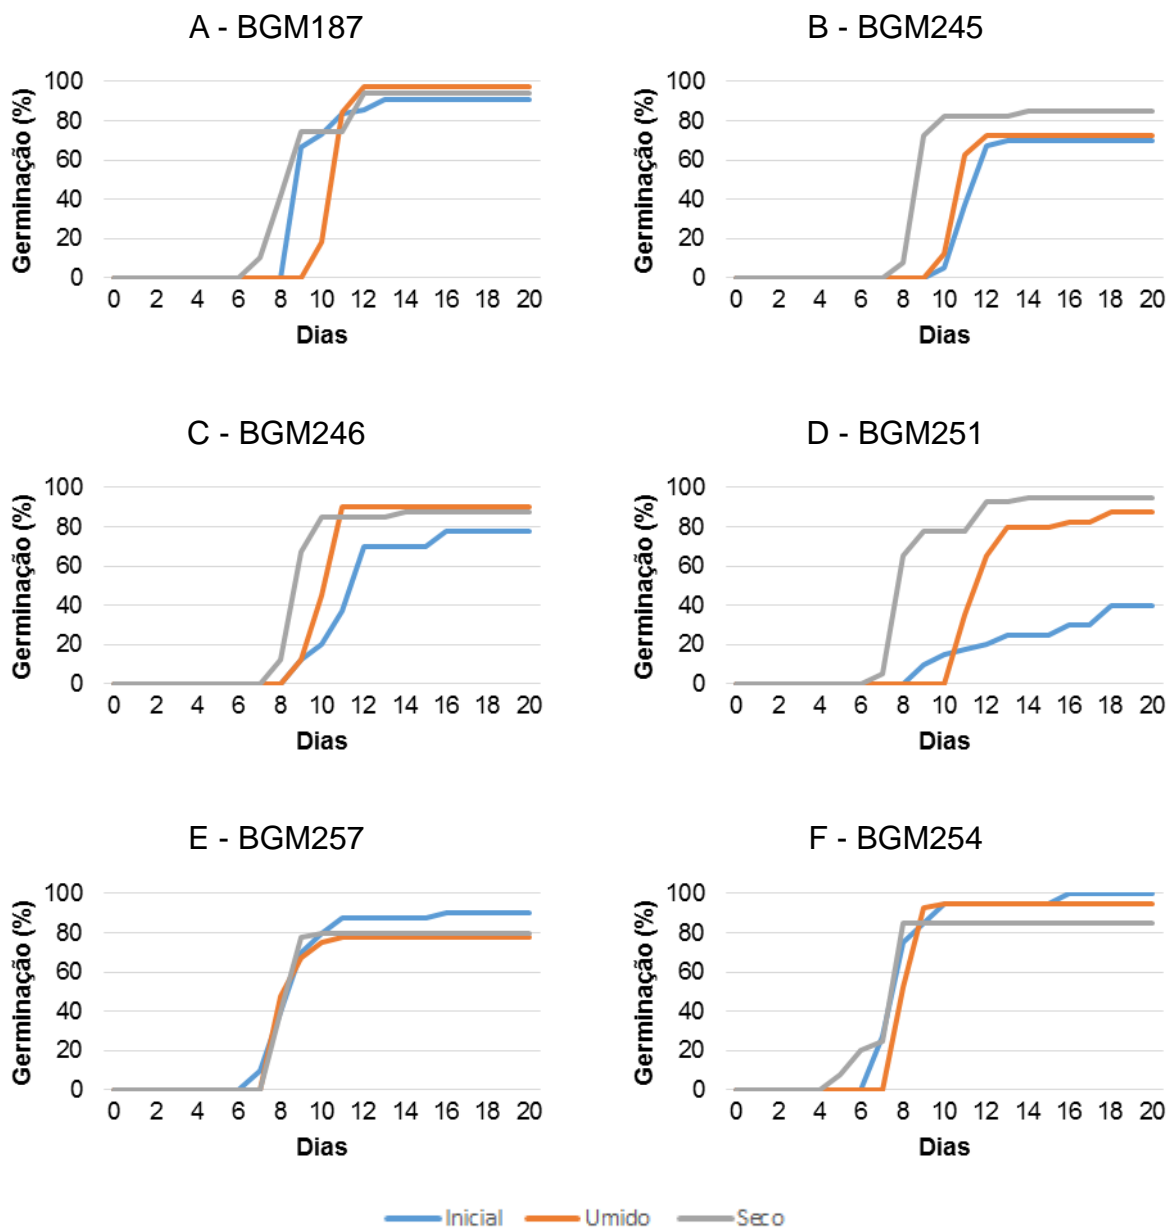 A - BGM187
B - BGM245
Germinação (%)
100
80
60
40
20
0
0 2 4 6 8 10 12 14 16 18 20
Dias
Germinação (%)
100
80
60
40
20
0
0 2 4 6 8 10 12 14 16 18 20
Dias
C - BGM246
D - BGM251
Germinação (%)
100
80
60
40
20
0
0 2 4 6 8 10 12 14 16 18 20
Dias
Germinação (%)
100
80
60
40
20
0
0 2 4 6 8 10 12 14 16 18 20
Dias
E - BGM257
F - BGM254
Germinação (%)
100
80
60
40
20
0
0 2 4 6 8 10 12 14 16 18 20
Dias
Germinação (%)
100
80
60
40
20
0
0 2 4 6 8 10 12 14 16 18 20
Dias
Inicial Umido Seco